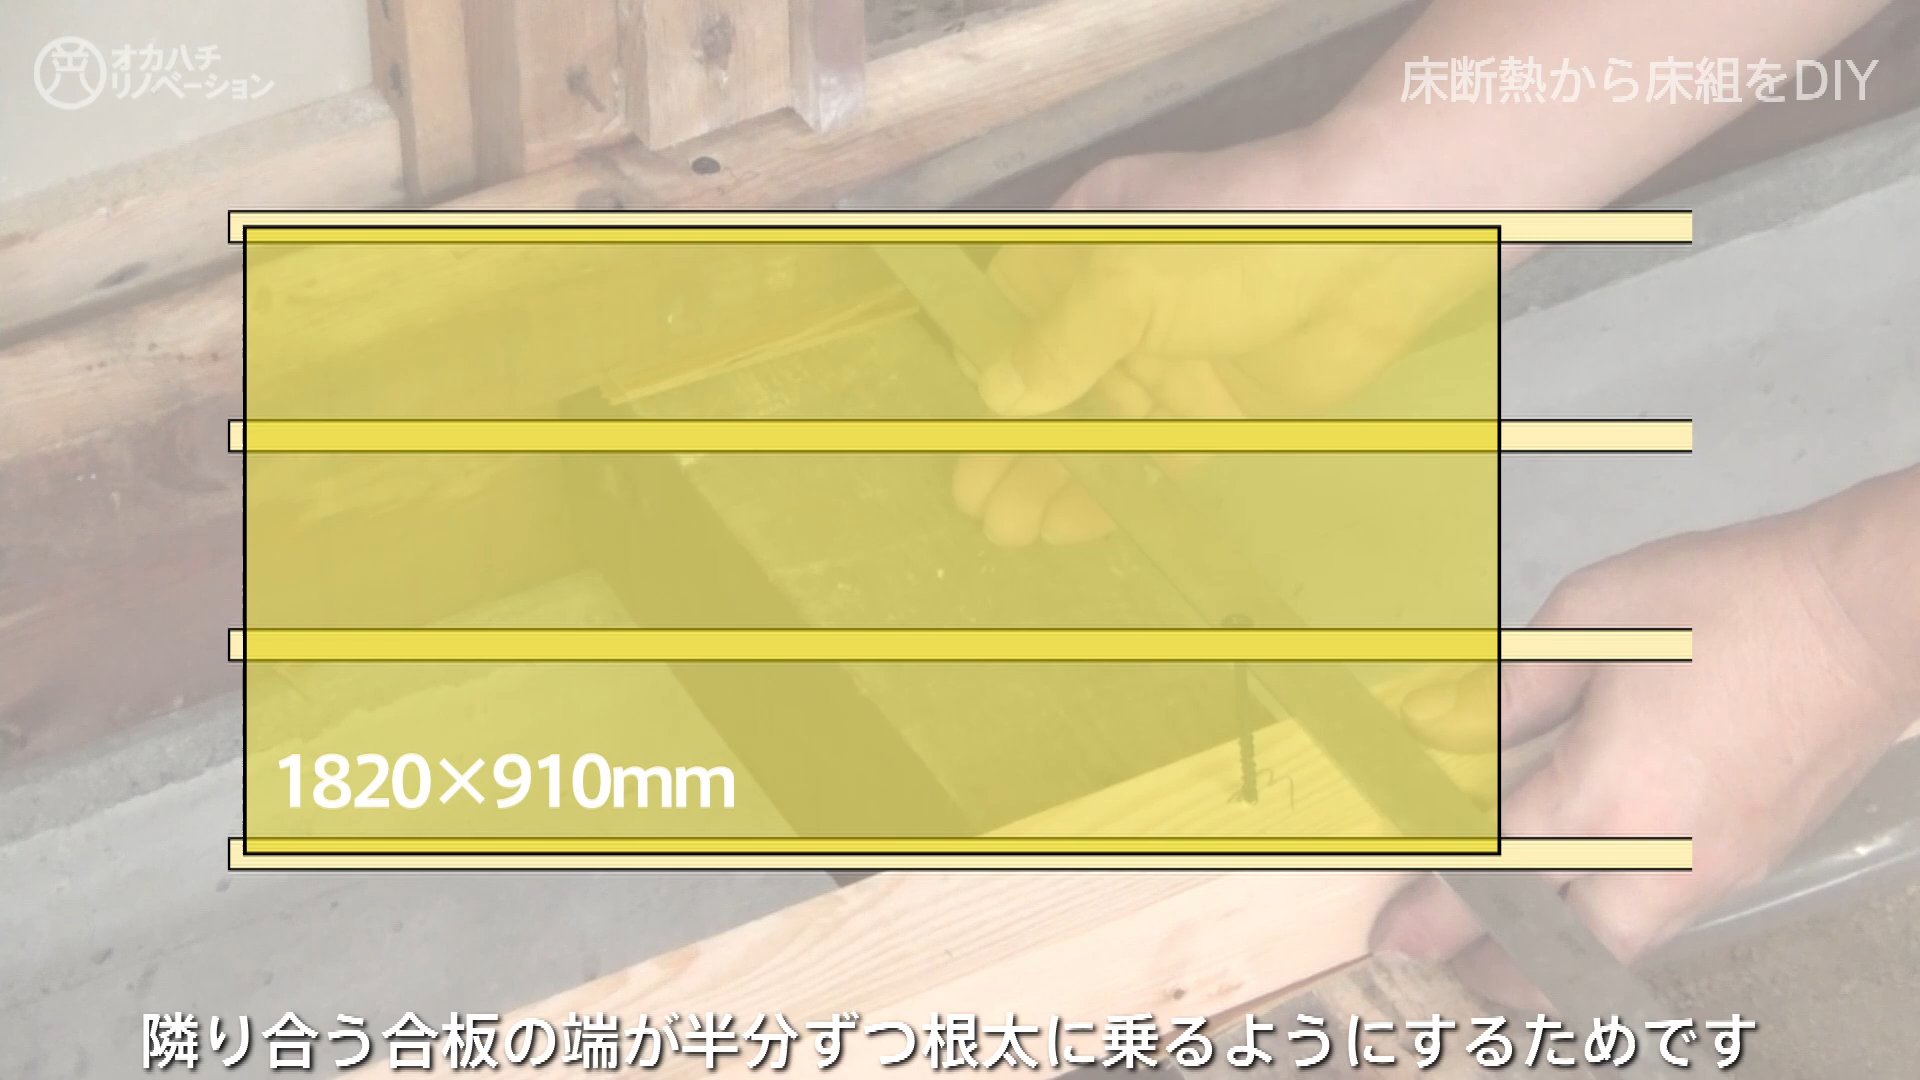 オカハチ
リノベーション
床断熱から床組をDIY
1820×910mm
隣り合う合板の端が半分ずつ根太に乗るようにするためです